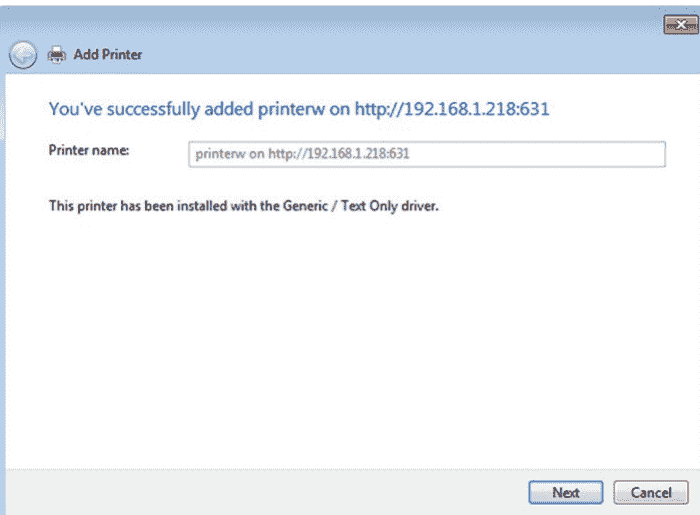 Add Printer
You've successfully added printerw on http://192.168.1.218:631
Printer name:
printerw on http://192.168.1.218:631
This printer has been installed with the Generic / Text Only driver.
Next
Cancel